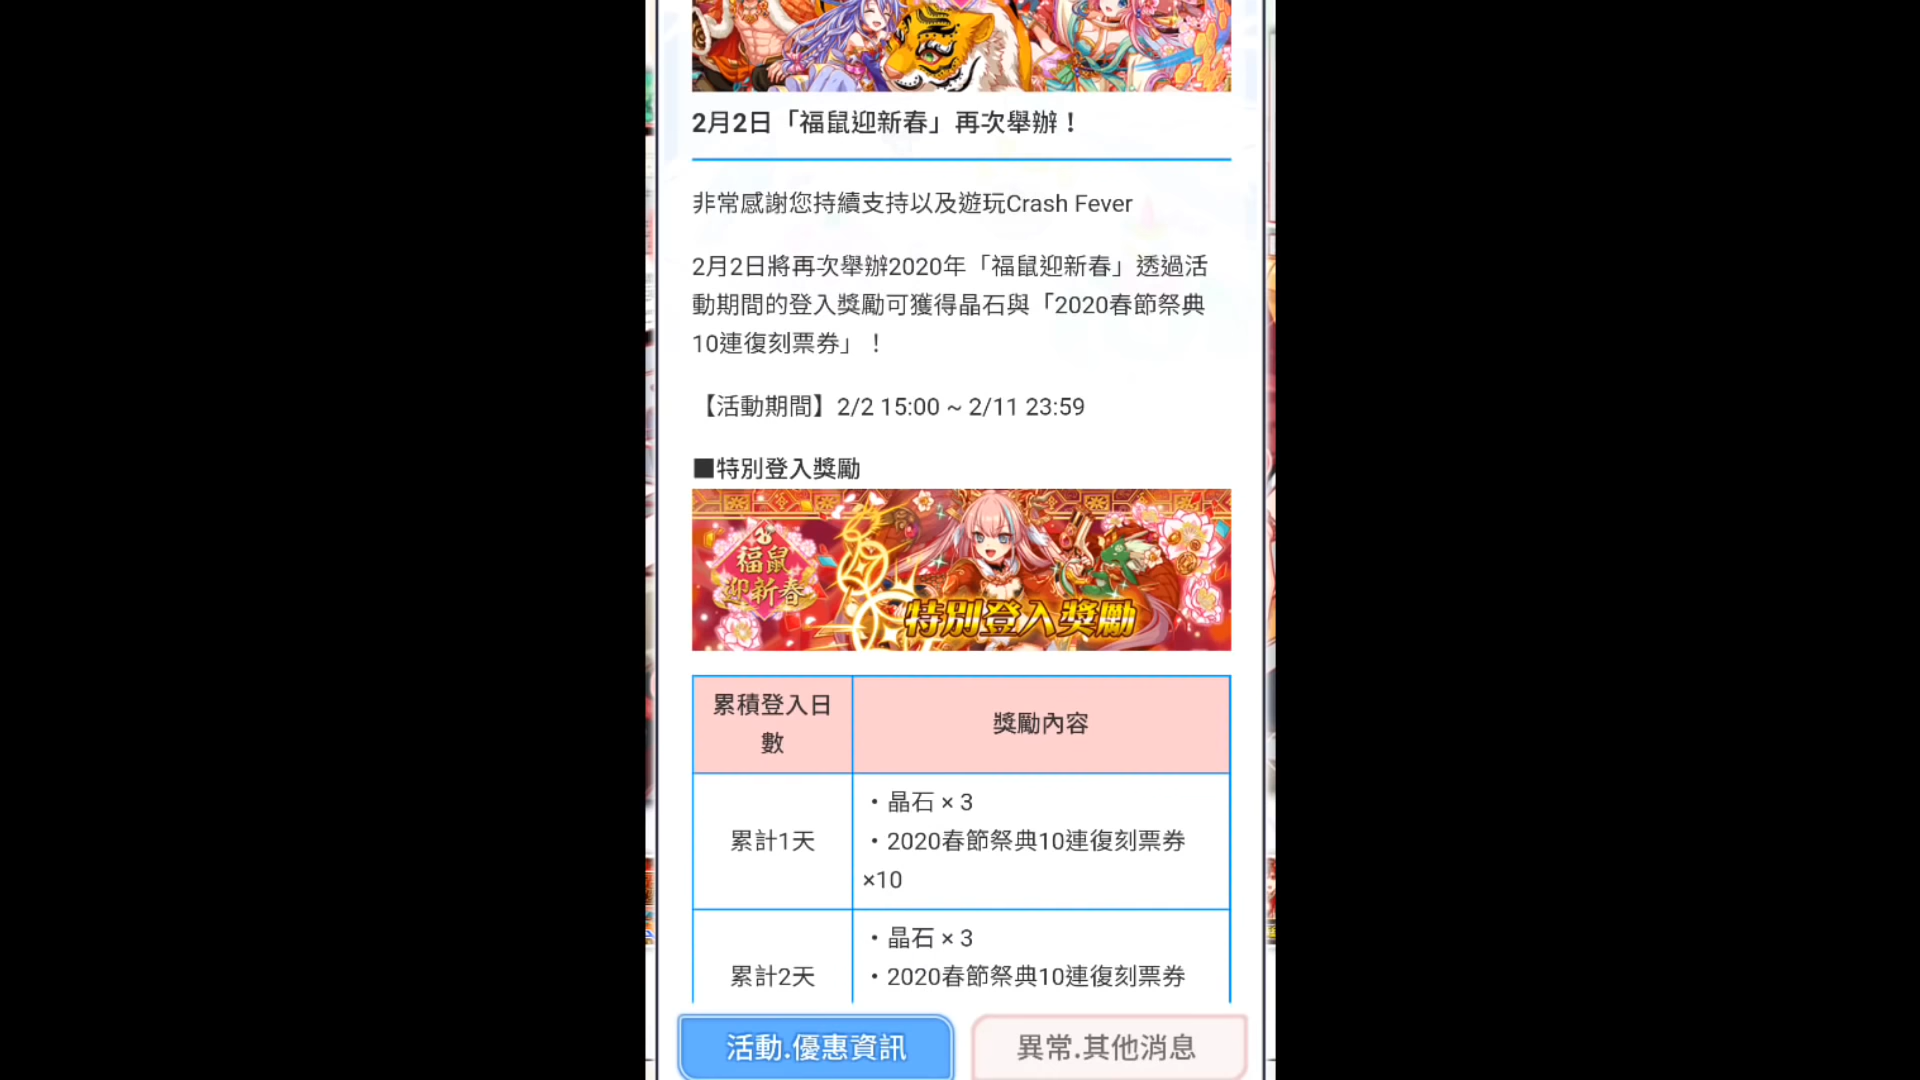 2月2日「福鼠迎新春」再次舉辦！
非常感謝您持續支持以及遊玩Crash Fever
2月2日將再次舉辦2020年「福鼠迎新春」透過活
動期間的登入獎勵可獲得晶石與「2020春節祭典
10連復刻票券」！
【活動期間】2/2 15:00 ~ 2/11 23:59
■特別登入獎勵
福鼠
迎新春
特別登入獎勵
累積登入日
數
獎勵內容
・晶石 × 3
累計1天
・2020春節祭典10連復刻票券
×10
・晶石 × 3
累計2天
・2020春節祭典10連復刻票券
活動.優惠資訊
異常.其他消息